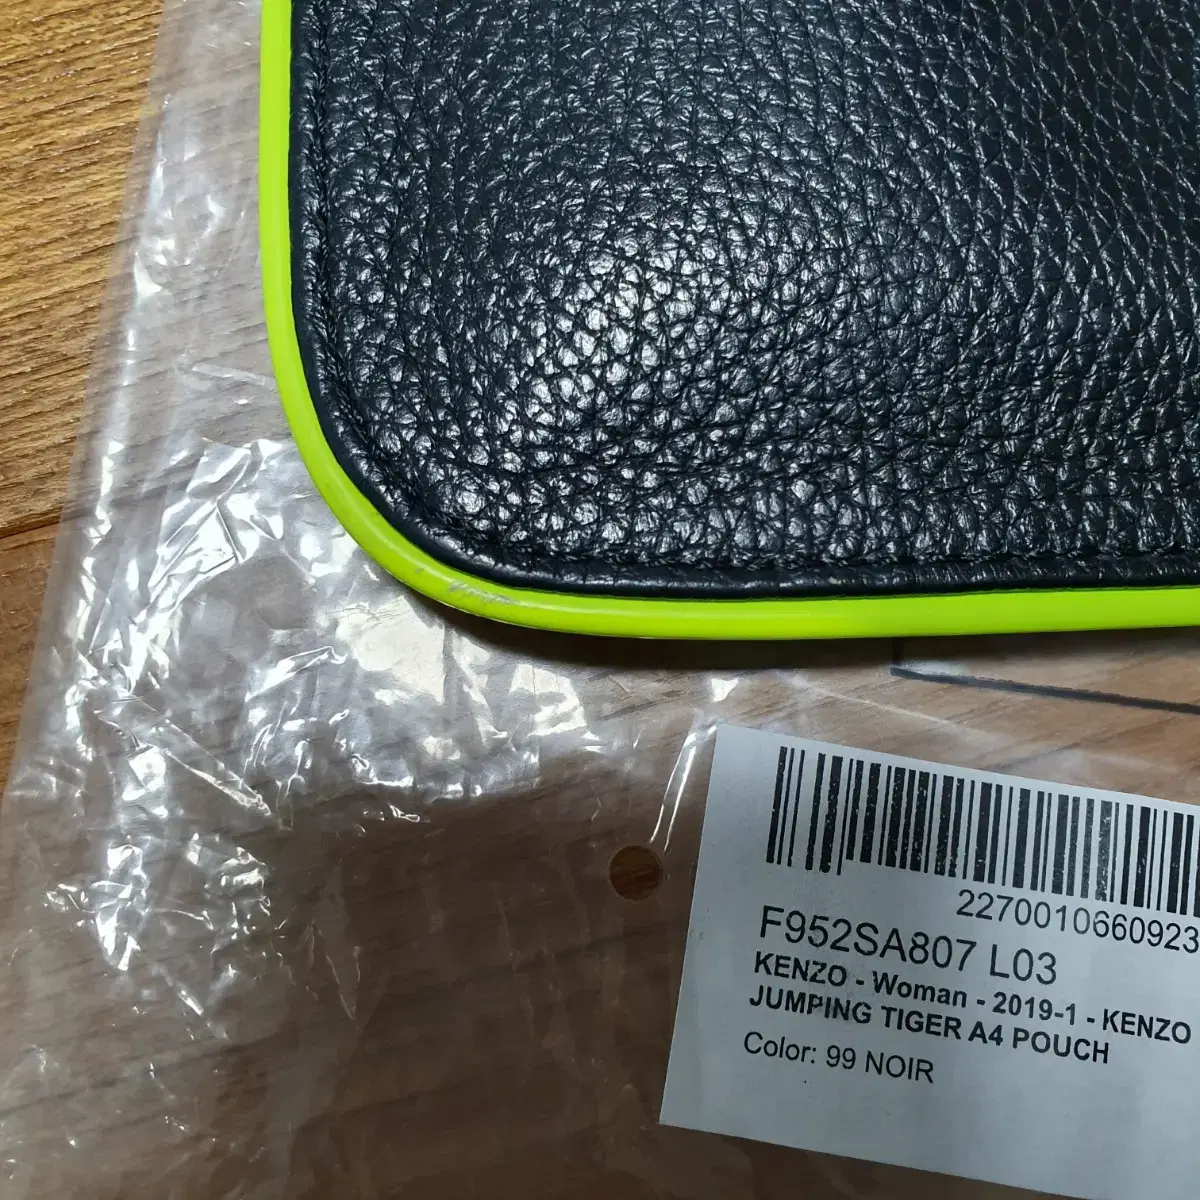 2270010660923
F952SA807 L03
KENZO - Woman - 2019-1 - KENZO
JUMPING TIGER A4 POUCH
Color: 99 NOIR